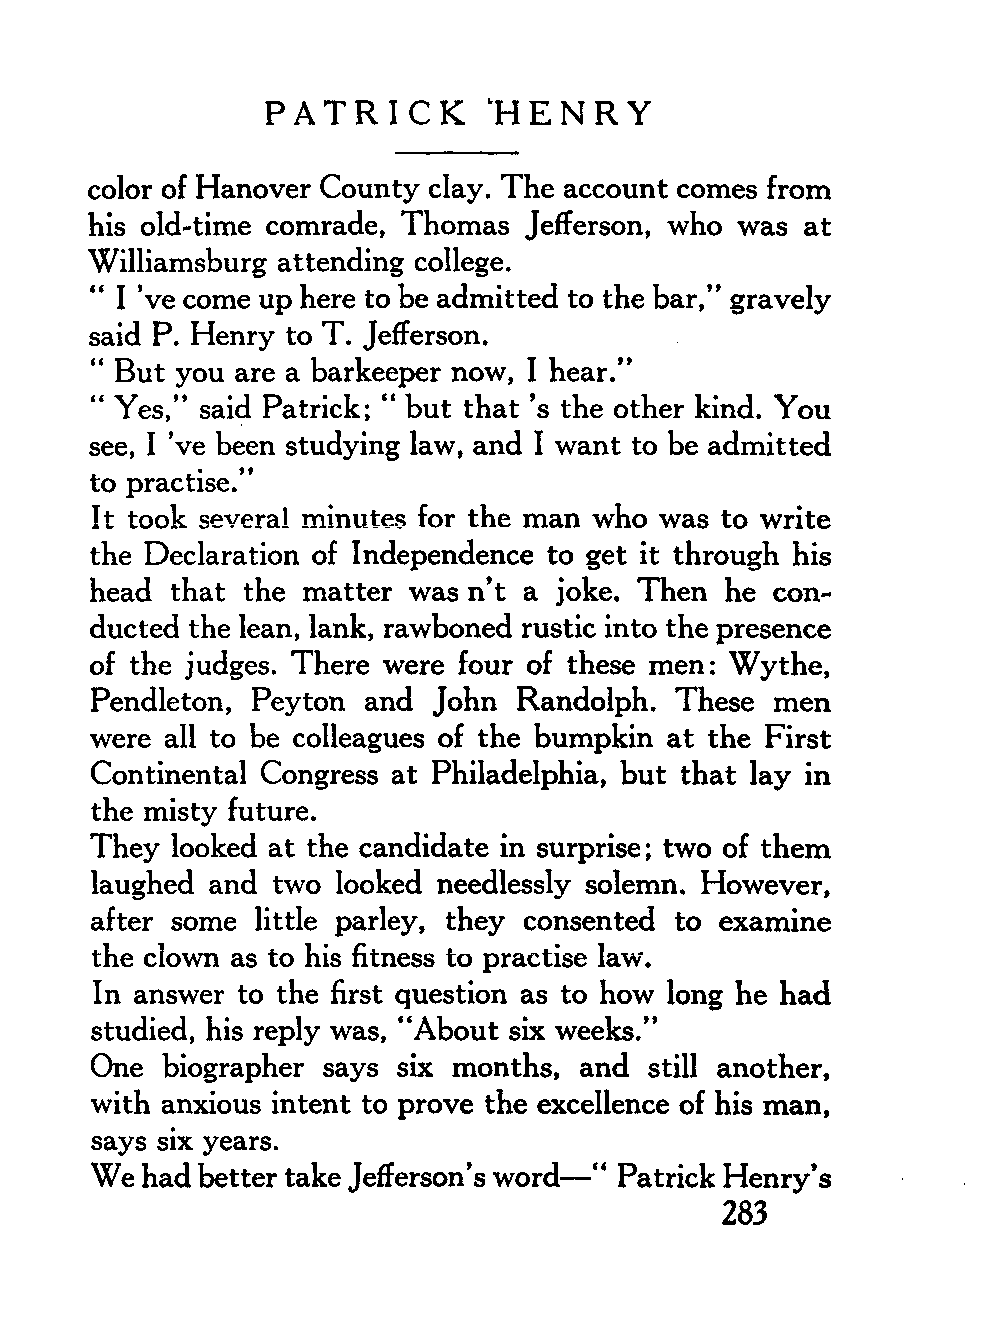 PATRICK HENRY
color of Hanover County clay. The account comes from
his old-time comrade, Thomas Jefferson, who was at
Williamsburg attending college.
" I 've come up here to be admitted to the bar," gravely
said P. Henry to T. Jefferson.
" But you are a barkeeper now, I hear."
" Yes," said Patrick; " but that 's the other kind. You
see, I 've been studying law, and I want to be admitted
to practise."
It took several minutes for the man who was to write
the Declaration of Independence to get it through his
head that the matter was n't a joke. Then he con-
ducted the lean, lank, rawboned rustic into the presence
of the judges. There were four of these men: Wythe,
Pendleton, Peyton and John Randolph. These men
were all to be colleagues of the bumpkin at the First
Continental Congress at Philadelphia, but that lay in
the misty future.
They looked at the candidate in surprise; two of them
laughed and two looked needlessly solemn. However,
after some little parley, they consented to examine
the clown as to his fitness to practise law.
In answer to the first question as to how long he had
studied, his reply was, "About six weeks."
One biographer says six months, and still another,
with anxious intent to prove the excellence of his man,
says six years.
We had better take Jefferson's word—" Patrick Henry's
283